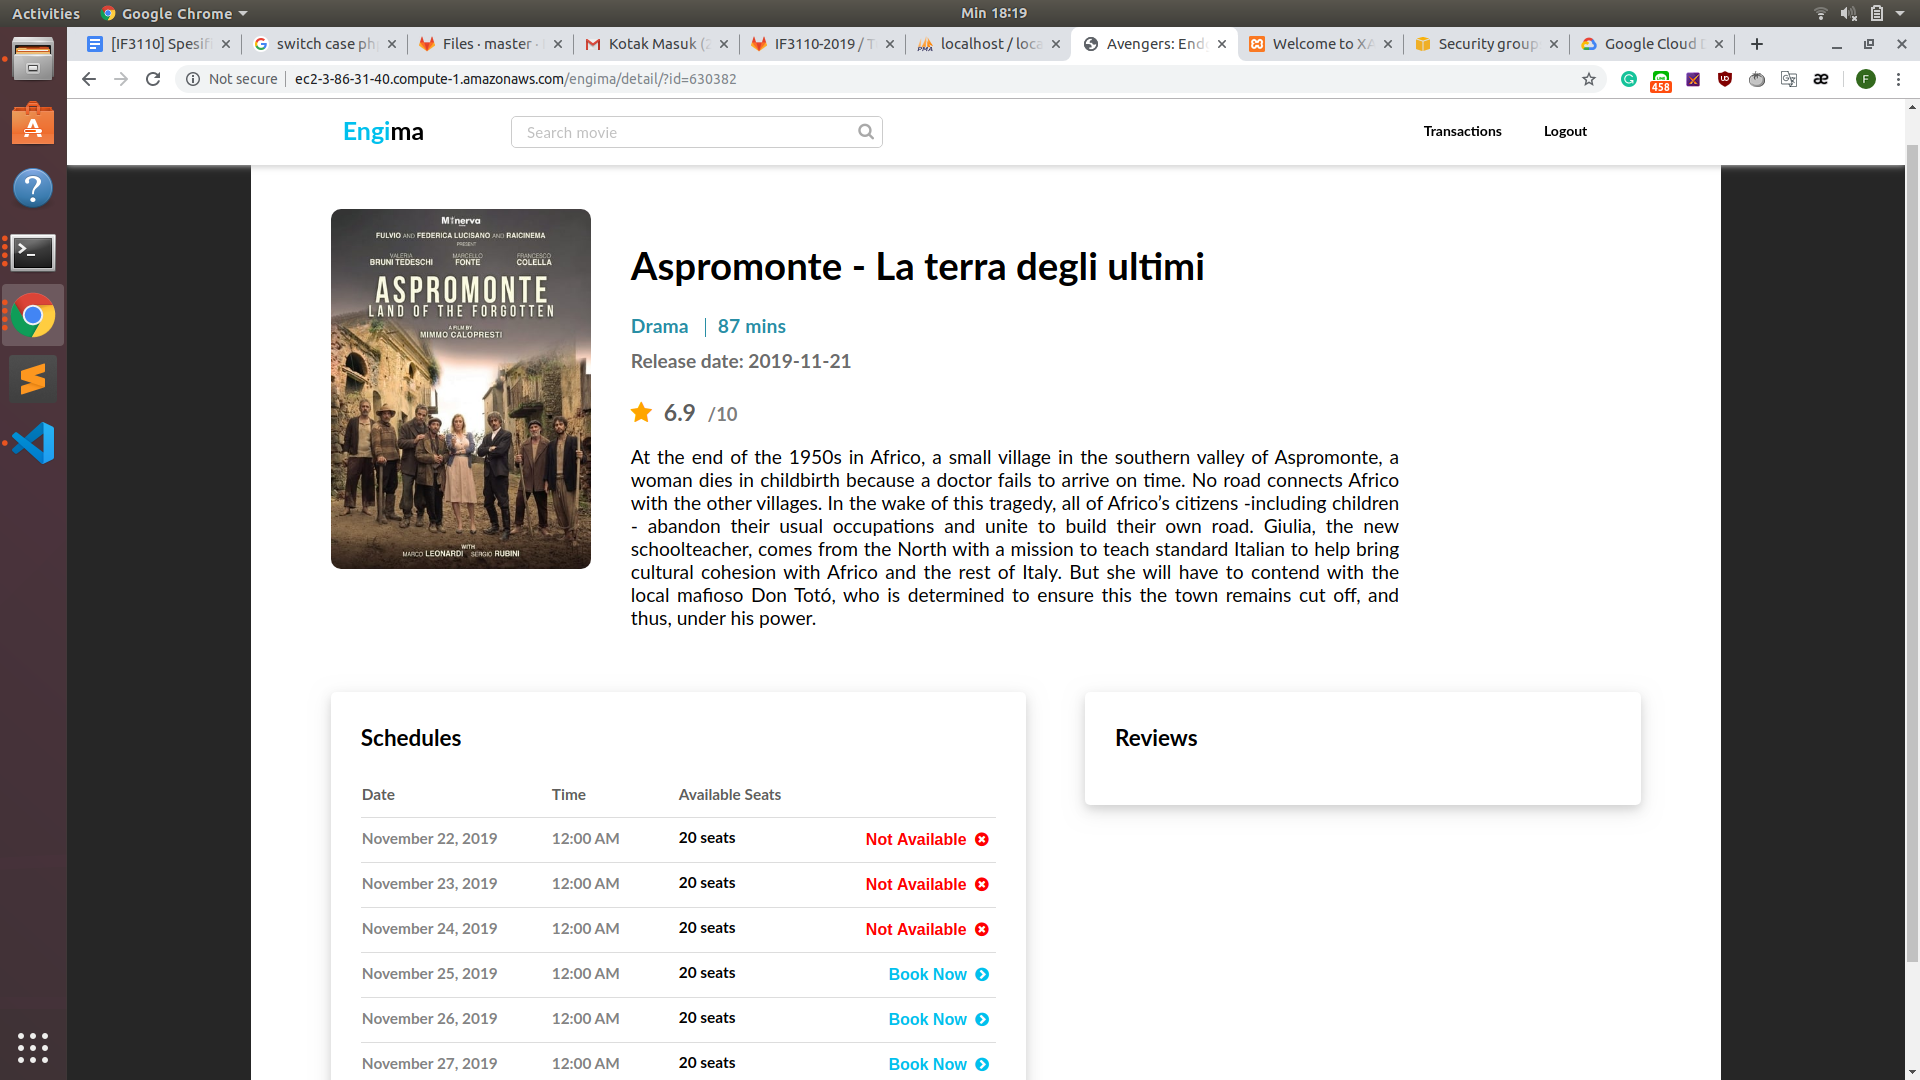 Activities
Google Chrome
Min 18:19
[IF3110] Spesifi
switch case ph
Files · master ·
Kotak Masuk (2
IF3110-2019 / T
localhost / loca
Avengers: End
Welcome to XA
Security group
Google Cloud
Not secure
ec2-3-86-31-40.compute-1.amazonaws.com/engima/detail/?id=630382
458
F
Engima
Search movie
Transactions
Logout
Minerva
FULVIO AND FEDERICA LUCISANO AND RAICINEMA
PRESENT
VALERIA BRUNI TEDESCHI
MARCELLO FONTE
FRANCESCO COLELLA
ASPROMONTE
LAND OF THE FORGOTTEN
A FILM BY
MIMMO CALOPRESTI
WITH
MARCO LEONARDI SERGIO RUBINI
Aspromonte - La terra degli ultimi
Drama | 87 mins
Release date: 2019-11-21
6.9 /10
At the end of the 1950s in Africo, a small village in the southern valley of Aspromonte, a
woman dies in childbirth because a doctor fails to arrive on time. No road connects Africo
with the other villages. In the wake of this tragedy, all of Africo’s citizens -including children
- abandon their usual occupations and unite to build their own road. Giulia, the new
schoolteacher, comes from the North with a mission to teach standard Italian to help bring
cultural cohesion with Africo and the rest of Italy. But she will have to contend with the
local mafioso Don Totó, who is determined to ensure this the town remains cut off, and
thus, under his power.
Schedules
Date Time Available Seats
November 22, 2019 12:00 AM 20 seats Not Available
November 23, 2019 12:00 AM 20 seats Not Available
November 24, 2019 12:00 AM 20 seats Not Available
November 25, 2019 12:00 AM 20 seats Book Now
November 26, 2019 12:00 AM 20 seats Book Now
November 27, 2019 12:00 AM 20 seats Book Now
Reviews